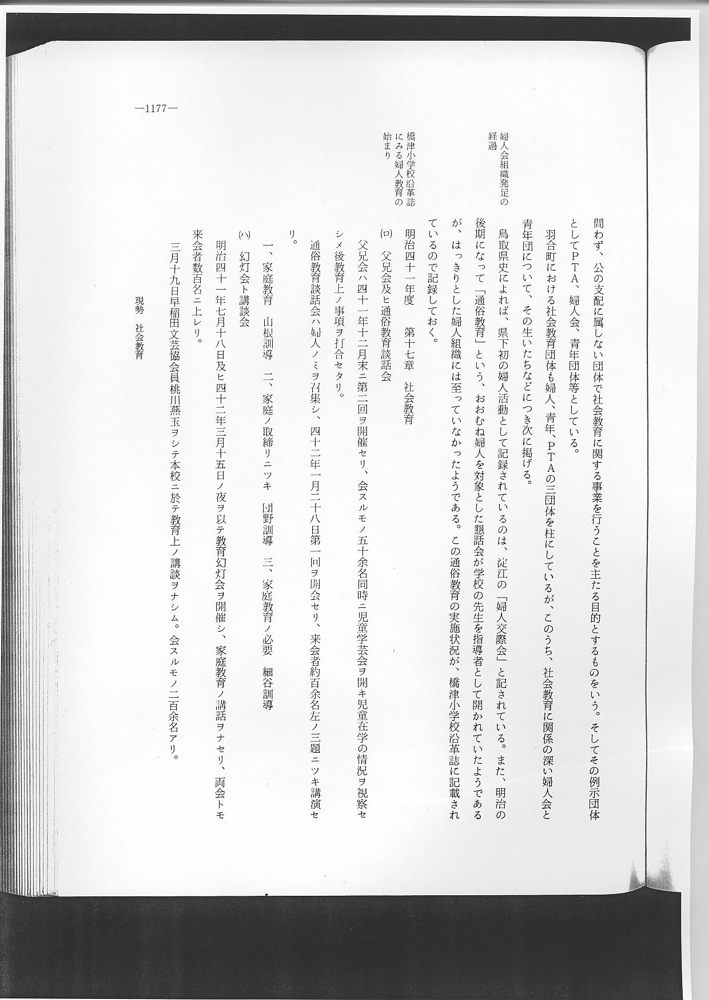 問わず、公の支配に属しない団体で社会教育に関する事業を行うことを主たる目的とするものをいう。そしてその例示団体
としてPTA、婦人会、青年団体等としている。
羽合町における社会教育団体も婦人、青年、PTAの三団体を柱にしているが、このうち、社会教育に関係の深い婦人会と
青年団について、その生いたちなどにつき次に掲げる。
婦人会組織発足の
経過
鳥取県史によれば、県下初の婦人活動として記録されているのは、淀江の「婦人交際会」と記されている。また、明治の
後期になって「通俗教育」という、おおむね婦人を対象とした懇話会が学校の先生を指導者として開かれていたようである
が、はっきりとした婦人組織には至っていなかったようである。この通俗教育の実施状況が、橋津小学校沿革誌に記載され
ているので記録しておく。
橋津小学校沿革誌
にみる婦人教育の
始まり
明治四十一年度　第十七章　社会教育
(ロ)　父兄会及ヒ通俗教育談話会
父兄会ハ四十一年十二月末ニ第二回ヲ開催セリ、会スルモノ五十余名同時ニ児童学芸会ヲ開キ児童在学の情況ヲ視察セ
シメ後教育上ノ事項ヲ打合セタリ。
通俗教育談話会ハ婦人ノミヲ召集シ、四十二年一月二十八日第一回ヲ開会セリ、来会者約百余名左ノ三題ニツキ講演セ
リ。
一、家庭教育　山根訓導　二、家庭ノ取締リニツキ　団野訓導　三、家庭教育ノ必要　細谷訓導
(ハ)　幻灯会ト講談会
明治四十一年七月十八日及ヒ四十二年三月十五日ノ夜ヲ以テ教育幻灯会ヲ開催シ、家庭教育ノ講話ヲナセリ、両会トモ
来会者数百名ニ上レリ。
三月十九日早稲田文芸協会員桃川燕玉ヲシテ本校ニ於テ教育上ノ講談ヲナシム。会スルモノ二百余名アリ。
現勢　社会教育
―1177―